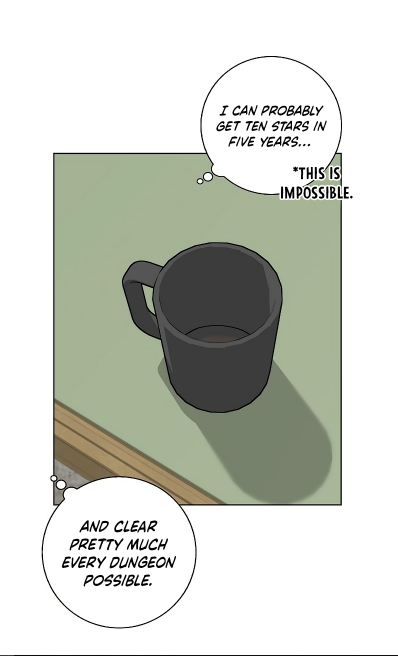 I CAN PROBABLY
GET TEN STARS IN
FIVE YEARS...
*THIS IS
IMPOSSIBLE.
AND CLEAR
PRETTY MUCH
EVERY DUNGEON
POSSIBLE.